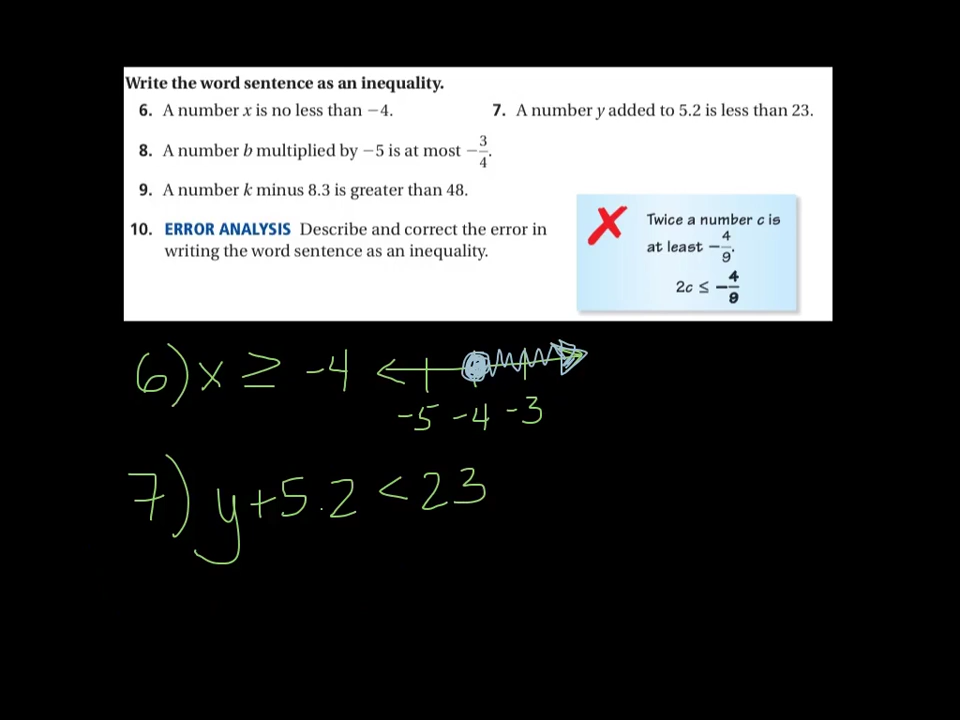 Write the word sentence as an inequality.
6. A number x is no less than −4.
7. A number y added to 5.2 is less than 23.
8. A number b multiplied by −5 is at most −3/4.
9. A number k minus 8.3 is greater than 48.
10. ERROR ANALYSIS Describe and correct the error in
writing the word sentence as an inequality.
Twice a number c is
at least −4/9.
2c ≤ −4/9
6) x ≥ -4
-5 -4 -3
7) y+5.2 < 23